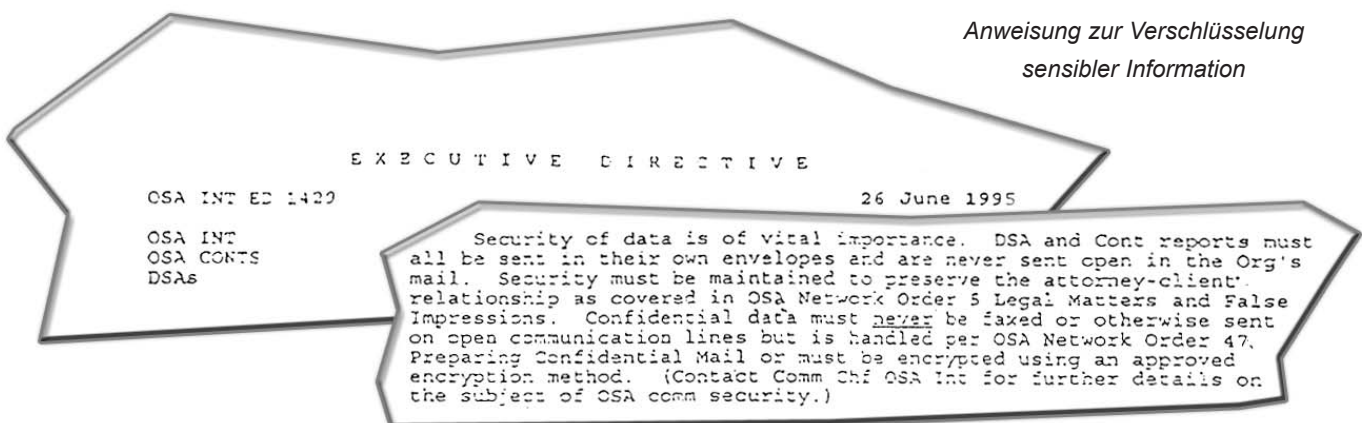 Anweisung zur Verschlüsselung
sensibler Information
EXECUTIVE DIRECTIVE
OSA INT ED 1429
26 June 1995
OSA INT
OSA CONTS
DSAs
Security of data is of vital importance. DSA and Cont reports must
all be sent in their own envelopes and are never sent open in the Org's
mail. Security must be maintained to preserve the attorney-client
relationship as covered in OSA Network Order 5 Legal Matters and False
Impressions. Confidential data must never be faxed or otherwise sent
on open communication lines but is handled per OSA Network Order 47,
Preparing Confidential Mail or must be encrypted using an approved
encryption method. (Contact Comm Chf OSA Int for further details on
the subject of OSA comm security.)